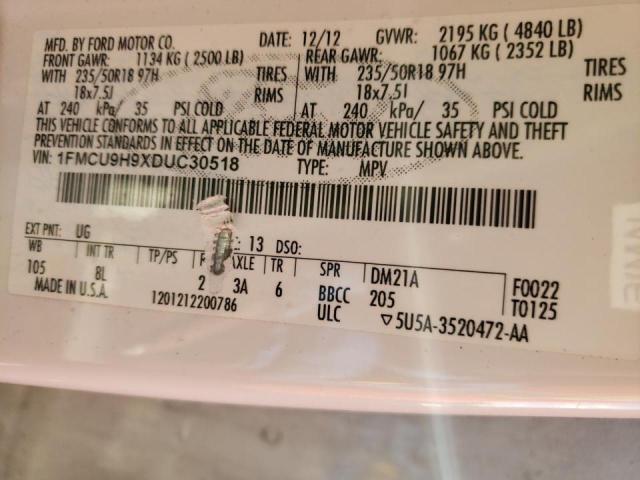 MFD. BY FORD MOTOR CO. DATE: 12/12 GVWR: 2195 KG ( 4840 LB)
FRONT GAWR: 1134 KG ( 2500 LB) REAR GAWR: 1067 KG ( 2352 LB)
WITH 235/50R18 97H TIRES WITH 235/50R18 97H TIRES
18x7.5J RIMS 18x7.5J RIMS
AT 240 kPa/ 35 PSI COLD AT 240 kPa/ 35 PSI COLD
THIS VEHICLE CONFORMS TO ALL APPLICABLE FEDERAL MOTOR VEHICLE SAFETY AND THEFT
PREVENTION STANDARDS IN EFFECT ON THE DATE OF MANUFACTURE SHOWN ABOVE.
VIN: 1FMCU9H9XDUC30518 TYPE: MPV
EXT PNT: UG 13 DSO:
WB INT TR TP/PS AXLE TR SPR DM21A F0022
105 8L 2 3A 6 BBCC 205 T0125
MADE IN U.S.A. 1201212200786 ULC ▽5U5A-3520472-AA